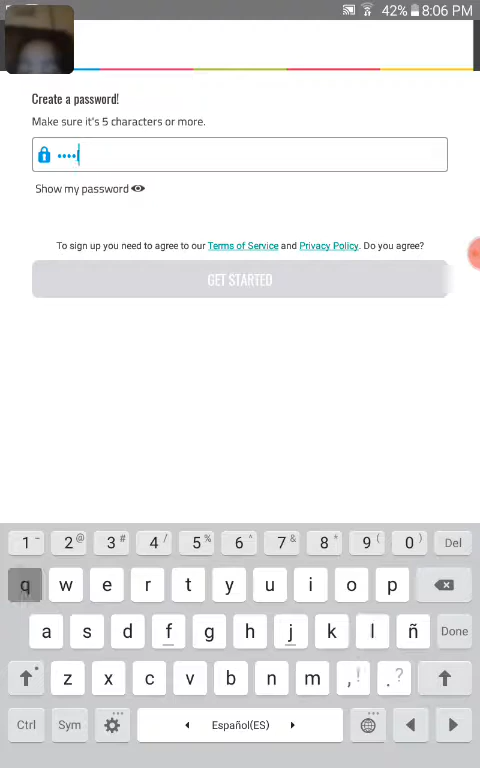 42% 8:06 PM
Create a password!
Make sure it's 5 characters or more.
••••
Show my password
To sign up you need to agree to our Terms of Service and Privacy Policy. Do you agree?
GET STARTED
1 _ 2 @ 3 # 4 / 5 % 6 ^ 7 & 8 * 9 ( 0 ) Del
q w e r t y u i o p
a s d f g h j k l ñ Done
z x c v b n m , ! . ?
Ctrl Sym Español(ES)